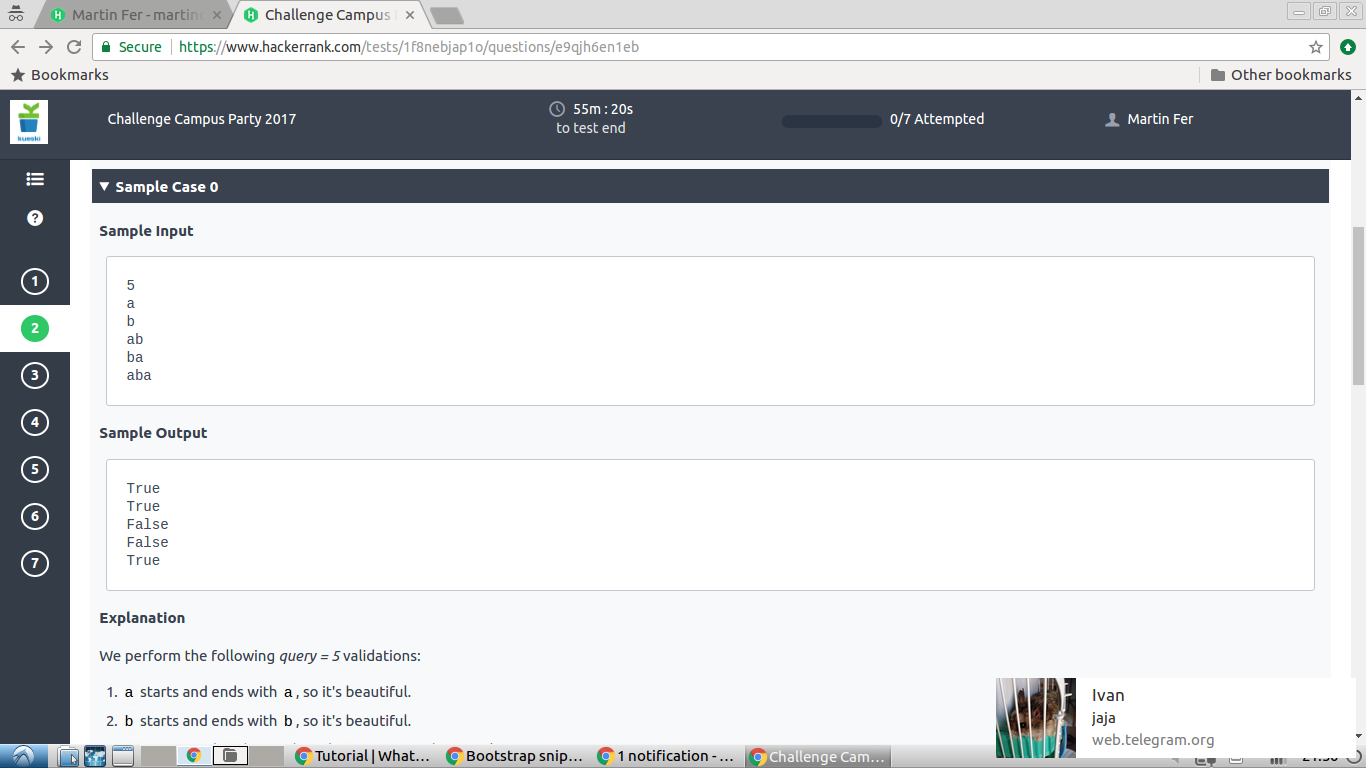 Martin Fer - martin
Challenge Campus
Secure
https://www.hackerrank.com/tests/1f8nebjap1o/questions/e9qjh6en1eb
Bookmarks
Other bookmarks
kueski
Challenge Campus Party 2017
55m : 20s
to test end
0/7 Attempted
Martin Fer
Sample Case 0
Sample Input
5
a
b
ab
ba
aba
Sample Output
True
True
False
False
True
Explanation
We perform the following query = 5 validations:
1. a starts and ends with a, so it's beautiful.
2. b starts and ends with b, so it's beautiful.
1
2
3
4
5
6
7
Ivan
jaja
web.telegram.org
Tutorial | What...
Bootstrap snip...
1 notification - ...
Challenge Cam...